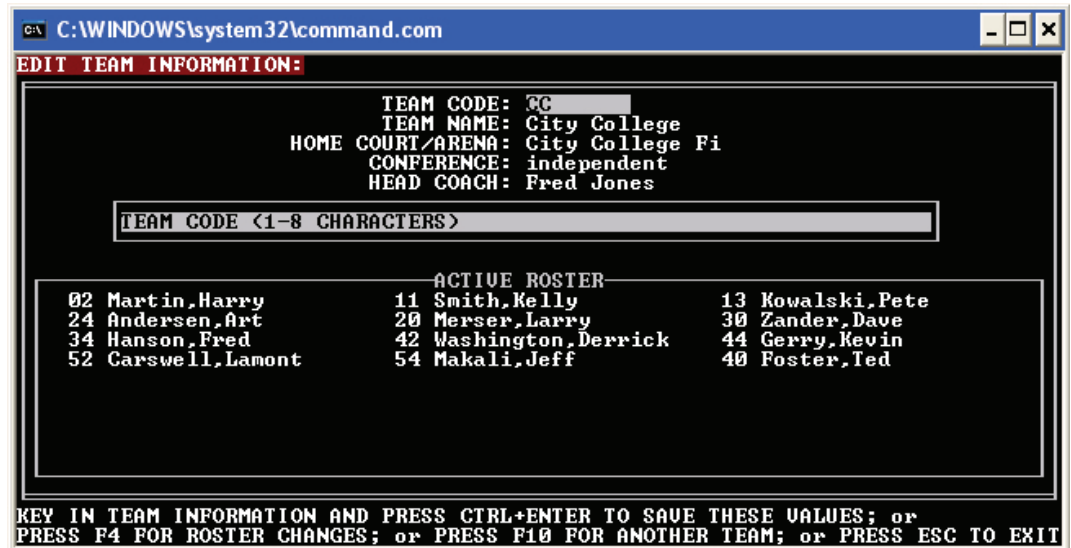 C:\WINDOWS\system32\command.com
EDIT TEAM INFORMATION:
TEAM CODE: CC
TEAM NAME: City College
HOME COURT/ARENA: City College Fi
CONFERENCE: independent
HEAD COACH: Fred Jones
TEAM CODE (1-8 CHARACTERS)
ACTIVE ROSTER
02 Martin,Harry 11 Smith,Kelly 13 Kowalski,Pete
24 Andersen,Art 20 Merser,Larry 30 Zander,Dave
34 Hanson,Fred 42 Washington,Derrick 44 Gerry,Kevin
52 Carswell,Lamont 54 Makali,Jeff 40 Foster,Ted
KEY IN TEAM INFORMATION AND PRESS CTRL+ENTER TO SAVE THESE VALUES; or
PRESS F4 FOR ROSTER CHANGES; or PRESS F10 FOR ANOTHER TEAM; or PRESS ESC TO EXIT